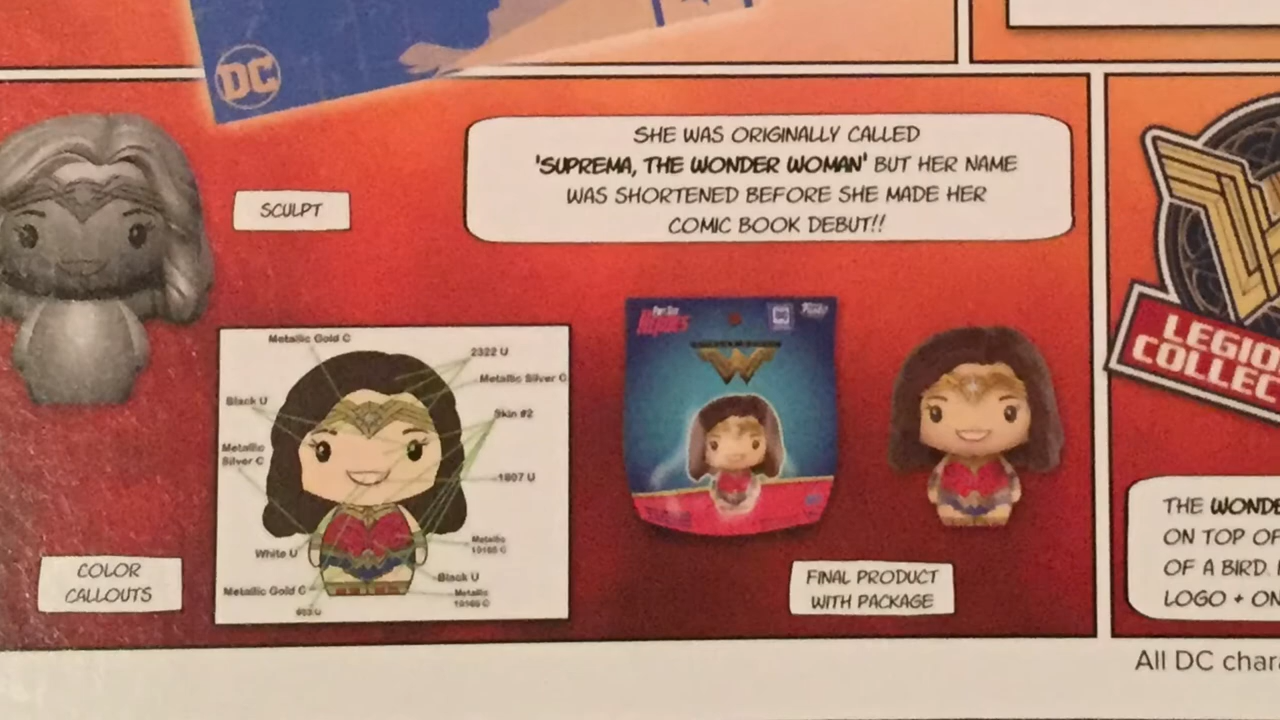 DC
SHE WAS ORIGINALLY CALLED
'SUPREMA, THE WONDER WOMAN' BUT HER NAME
WAS SHORTENED BEFORE SHE MADE HER
COMIC BOOK DEBUT!!
SCULPT
Metallic Gold C
2322 U
Metallic Silver C
Black U
Skin #2
Metallic
Silver C
1807 U
White U
Metallic
10165 C
Black U
Metallic Gold C
Metallic
10165 C
COLOR
CALLOUTS
Heroes
FINAL PRODUCT
WITH PACKAGE
LEGIO
COLLEC
THE WONDE
ON TOP OF
OF A BIRD.
LOGO + ON
All DC chara